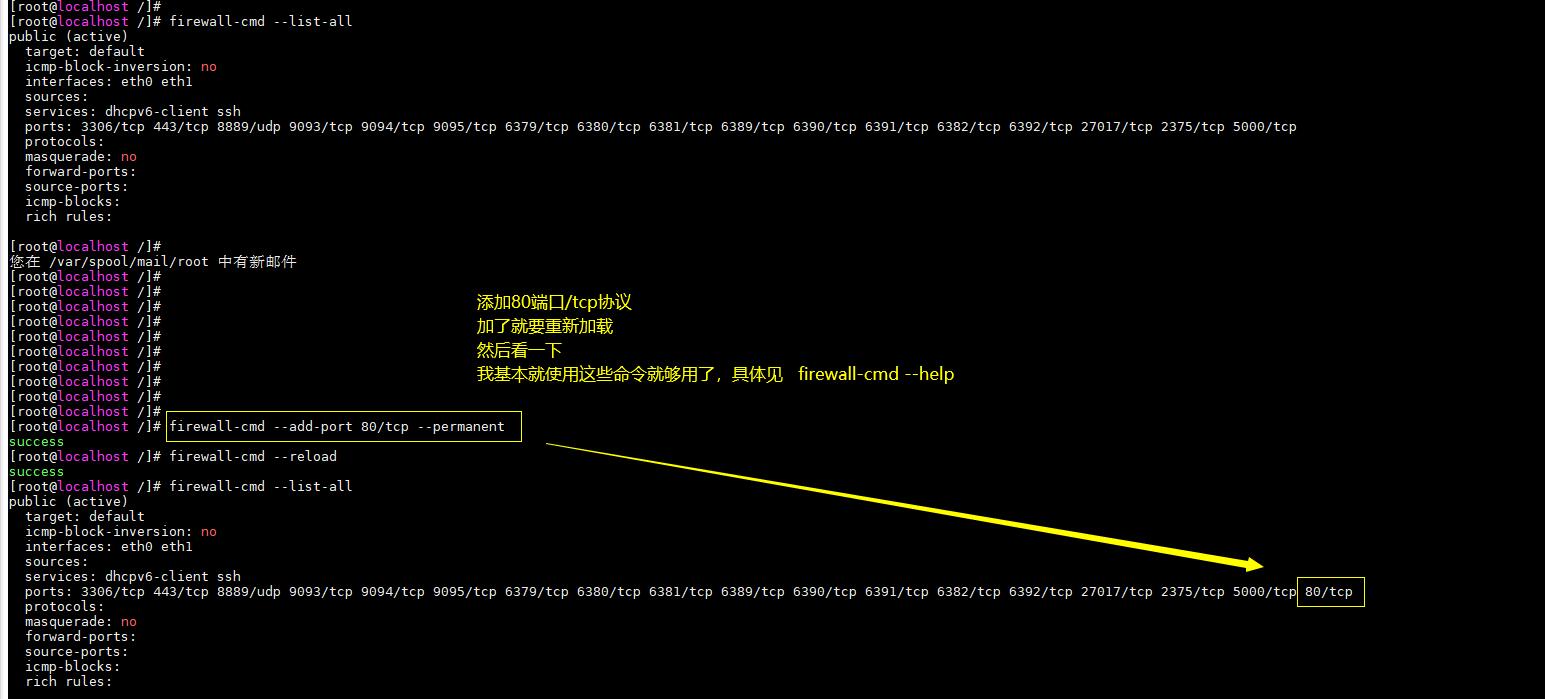 [root@localhost /]#
[root@localhost /]# firewall-cmd --list-all
public (active)
  target: default
  icmp-block-inversion: no
  interfaces: eth0 eth1
  sources:
  services: dhcpv6-client ssh
  ports: 3306/tcp 443/tcp 8889/udp 9093/tcp 9094/tcp 9095/tcp 6379/tcp 6380/tcp 6381/tcp 6389/tcp 6390/tcp 6391/tcp 6382/tcp 6392/tcp 27017/tcp 2375/tcp 5000/tcp
  protocols:
  masquerade: no
  forward-ports:
  source-ports:
  icmp-blocks:
  rich rules:
[root@localhost /]#
您在 /var/spool/mail/root 中有新邮件
[root@localhost /]#
[root@localhost /]#
[root@localhost /]#
[root@localhost /]#
[root@localhost /]#
[root@localhost /]#
[root@localhost /]#
[root@localhost /]#
[root@localhost /]#
[root@localhost /]#
添加80端口/tcp协议
加了就要重新加载
然后看一下
我基本就使用这些命令就够用了，具体见 firewall-cmd --help
[root@localhost /]# firewall-cmd --add-port 80/tcp --permanent
success
[root@localhost /]# firewall-cmd --reload
success
[root@localhost /]# firewall-cmd --list-all
public (active)
  target: default
  icmp-block-inversion: no
  interfaces: eth0 eth1
  sources:
  services: dhcpv6-client ssh
  ports: 3306/tcp 443/tcp 8889/udp 9093/tcp 9094/tcp 9095/tcp 6379/tcp 6380/tcp 6381/tcp 6389/tcp 6390/tcp 6391/tcp 6382/tcp 6392/tcp 27017/tcp 2375/tcp 5000/tcp 80/tcp
  protocols:
  masquerade: no
  forward-ports:
  source-ports:
  icmp-blocks:
  rich rules: